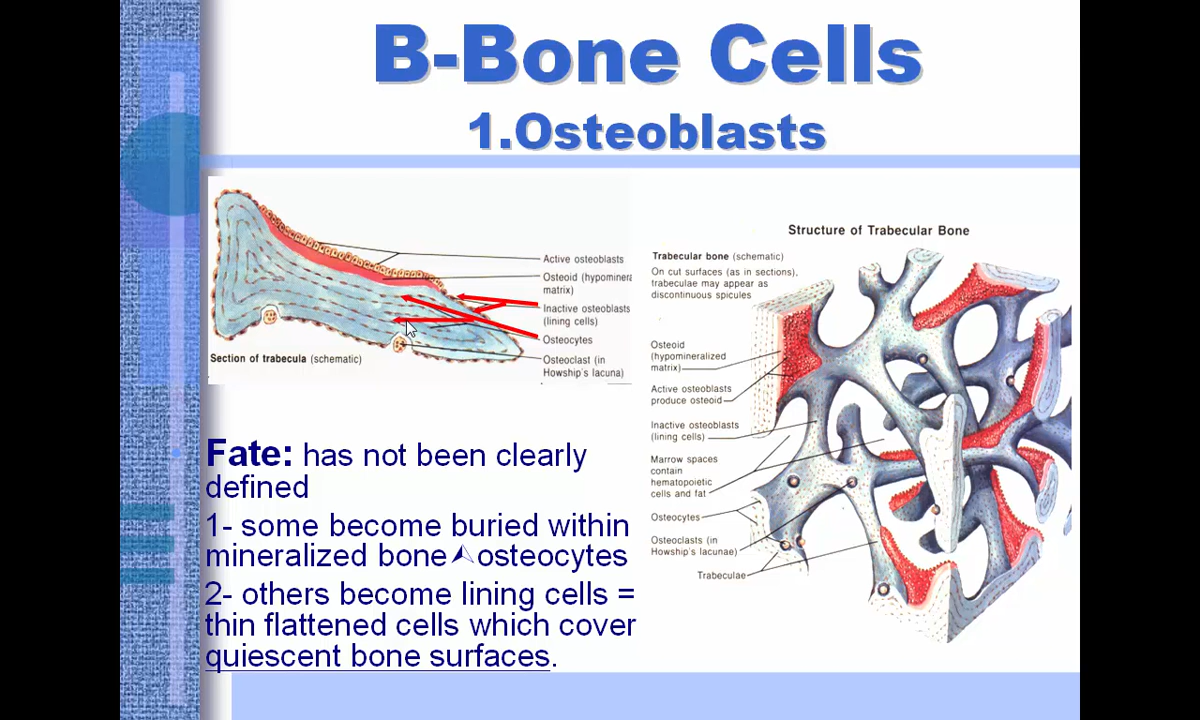 B-Bone Cells
1.Osteoblasts
Active osteoblasts
Osteoid (hypominera
matrix)
Inactive osteoblasts
(lining cells)
Osteocytes
Osteoclast (in
Howship's lacuna)
Section of trabecula (schematic)
Structure of Trabecular Bone
Trabecular bone (schematic)
On cut surfaces (as in sections),
trabeculae may appear as
discontinuous spicules
Osteoid
(hypomineralized
matrix)
Active osteoblasts
produce osteoid
Inactive osteoblasts
(lining cells)
Marrow spaces
contain
hematopoietic
cells and fat
Osteocytes
Osteoclasts (in
Howship's lacunae)
Trabeculae
Fate: has not been clearly
defined
1- some become buried within
mineralized bone⮝osteocytes
2- others become lining cells =
thin flattened cells which cover
quiescent bone surfaces.